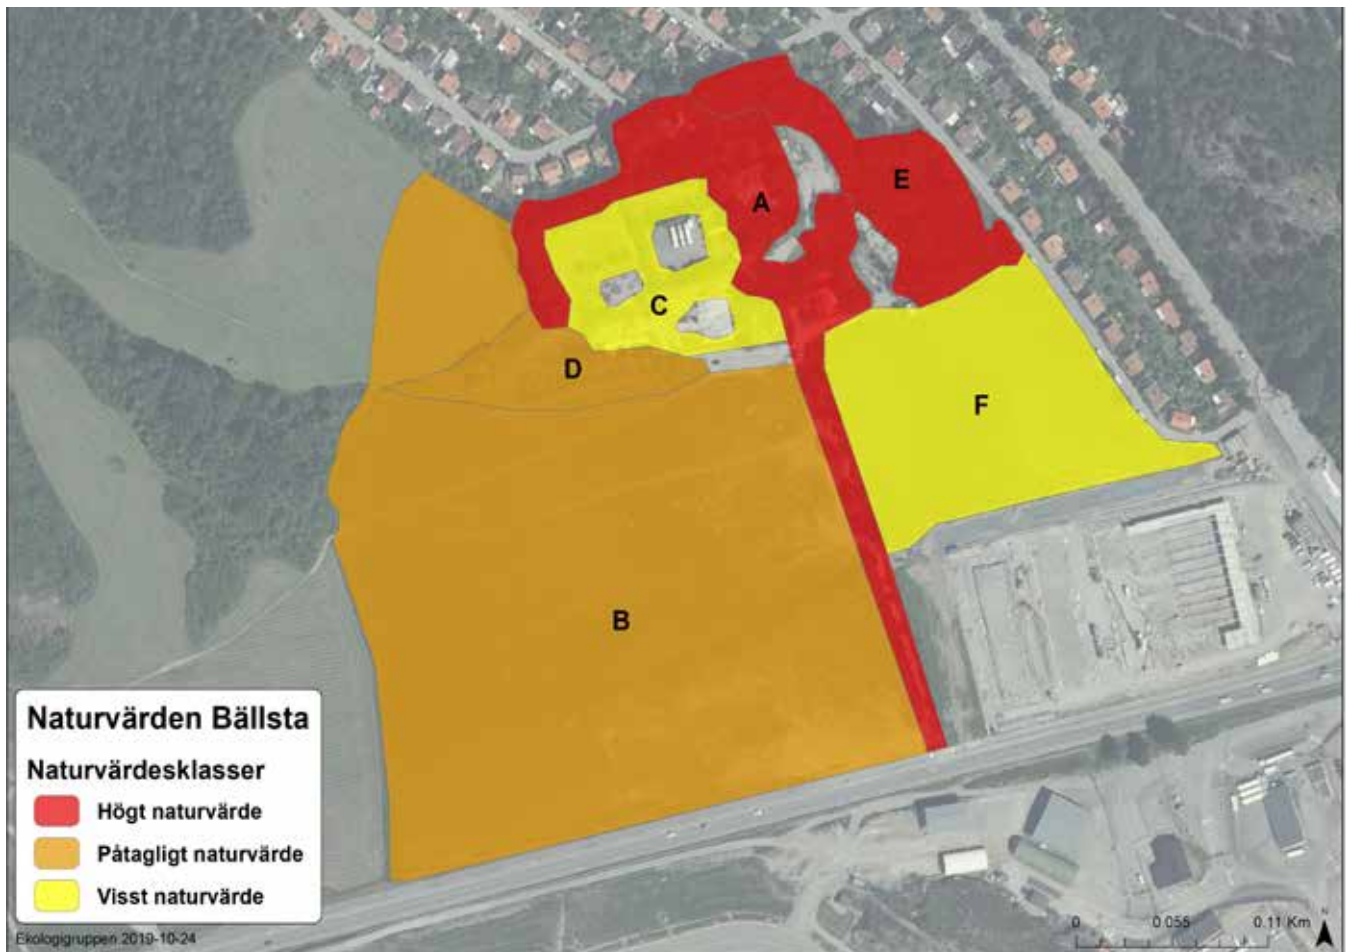 A
E
C
D
F
B
Naturvärden Bällsta
Naturvärdesklasser
Högt naturvärde
Påtagligt naturvärde
Visst naturvärde
Ekologigruppen 2019-10-24
0 0.055 0.11 Km
N